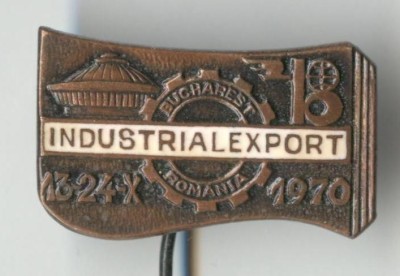 BUCHAREST
INDUSTRIALEXPORT
ROMANIA
13-24-X 1970